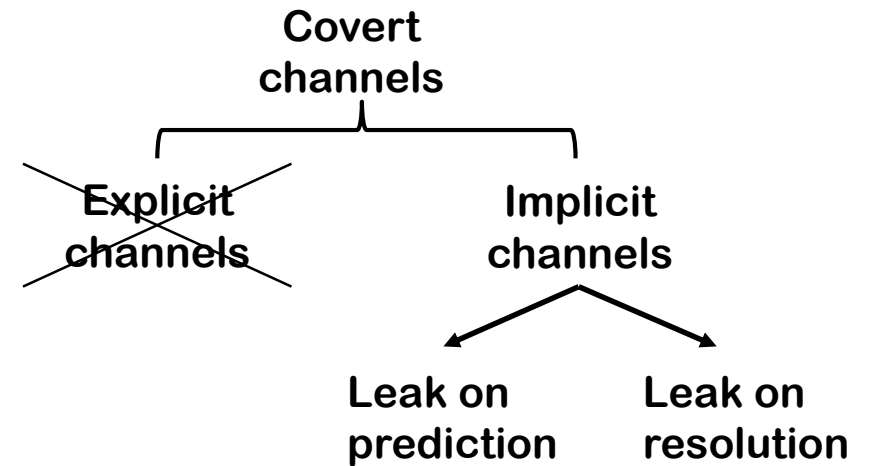 Covert
channels
Explicit
channels
Implicit
channels
Leak on
prediction
Leak on
resolution